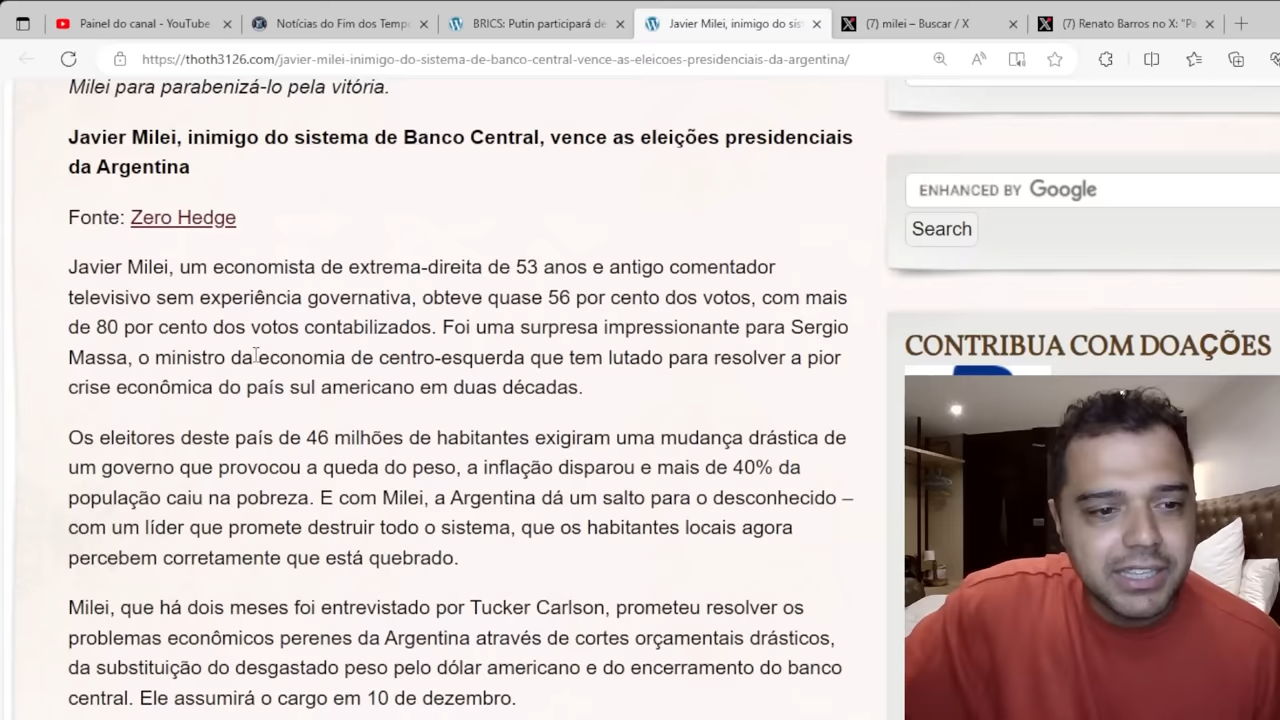 Painel do canal - YouTube
Notícias do Fim dos Temp
BRICS: Putin participará de
Javier Milei, inimigo do sis
(7) milei – Buscar / X
(7) Renato Barros no X: "Pa
https://thoth3126.com/javier-milei-inimigo-do-sistema-de-banco-central-vence-as-eleicoes-presidenciais-da-argentina/
Milei para parabenizá-lo pela vitória.
Javier Milei, inimigo do sistema de Banco Central, vence as eleições presidenciais
da Argentina
Fonte: Zero Hedge
Javier Milei, um economista de extrema-direita de 53 anos e antigo comentador
televisivo sem experiência governativa, obteve quase 56 por cento dos votos, com mais
de 80 por cento dos votos contabilizados. Foi uma surpresa impressionante para Sergio
Massa, o ministro da economia de centro-esquerda que tem lutado para resolver a pior
crise econômica do país sul americano em duas décadas.
Os eleitores deste país de 46 milhões de habitantes exigiram uma mudança drástica de
um governo que provocou a queda do peso, a inflação disparou e mais de 40% da
população caiu na pobreza. E com Milei, a Argentina dá um salto para o desconhecido –
com um líder que promete destruir todo o sistema, que os habitantes locais agora
percebem corretamente que está quebrado.
Milei, que há dois meses foi entrevistado por Tucker Carlson, prometeu resolver os
problemas econômicos perenes da Argentina através de cortes orçamentais drásticos,
da substituição do desgastado peso pelo dólar americano e do encerramento do banco
central. Ele assumirá o cargo em 10 de dezembro.
ENHANCED BY Google
Search
CONTRIBUA COM DOAÇÕES